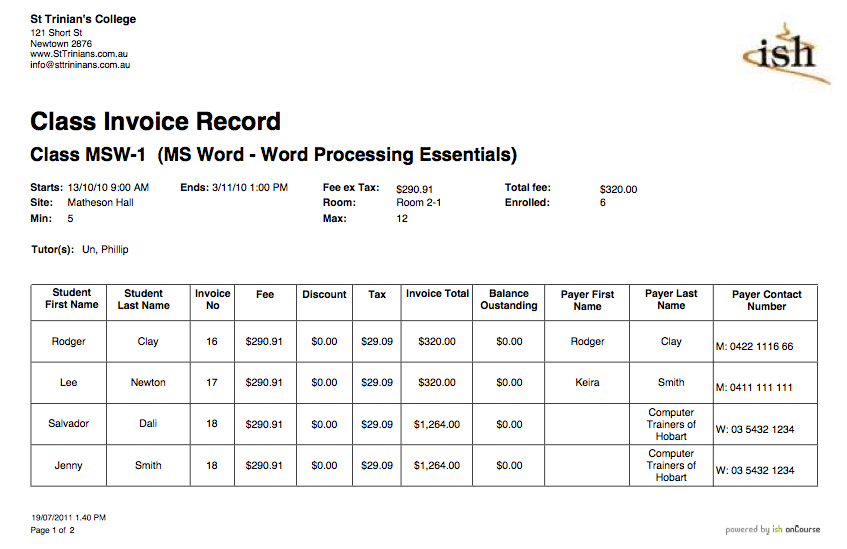 St Trinian's College
121 Short St
Newtown 2876
www.StTrinians.com.au
info@sttrininans.com.au
ish
Class Invoice Record
Class MSW-1 (MS Word - Word Processing Essentials)
Starts: 13/10/10 9:00 AM Ends: 3/11/10 1:00 PM Fee ex Tax: $290.91 Total fee: $320.00
Site: Matheson Hall Room: Room 2-1 Enrolled: 6
Min: 5 Max: 12
Tutor(s): Un, Phillip
Student First Name Student Last Name Invoice No Fee Discount Tax Invoice Total Balance Oustanding Payer First Name Payer Last Name Payer Contact Number
Rodger Clay 16 $290.91 $0.00 $29.09 $320.00 $0.00 Rodger Clay M: 0422 1116 66
Lee Newton 17 $290.91 $0.00 $29.09 $320.00 $0.00 Keira Smith M: 0411 111 111
Salvador Dali 18 $290.91 $0.00 $29.09 $1,264.00 $0.00 Computer Trainers of Hobart W: 03 5432 1234
Jenny Smith 18 $290.91 $0.00 $29.09 $1,264.00 $0.00 Computer Trainers of Hobart W: 03 5432 1234
19/07/2011 1.40 PM
Page 1 of 2
powered by ish onCourse